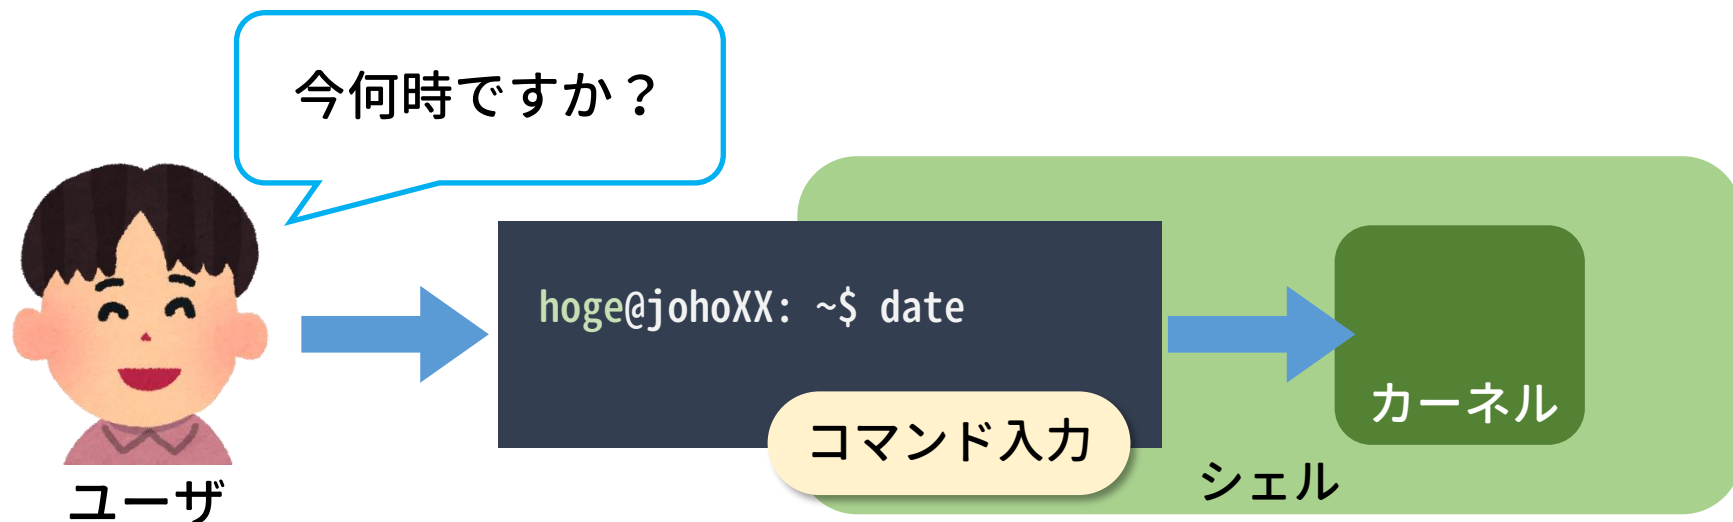 今何時ですか？
hoge@johoXX: ~$ date
コマンド入力
カーネル
シェル
ユーザ